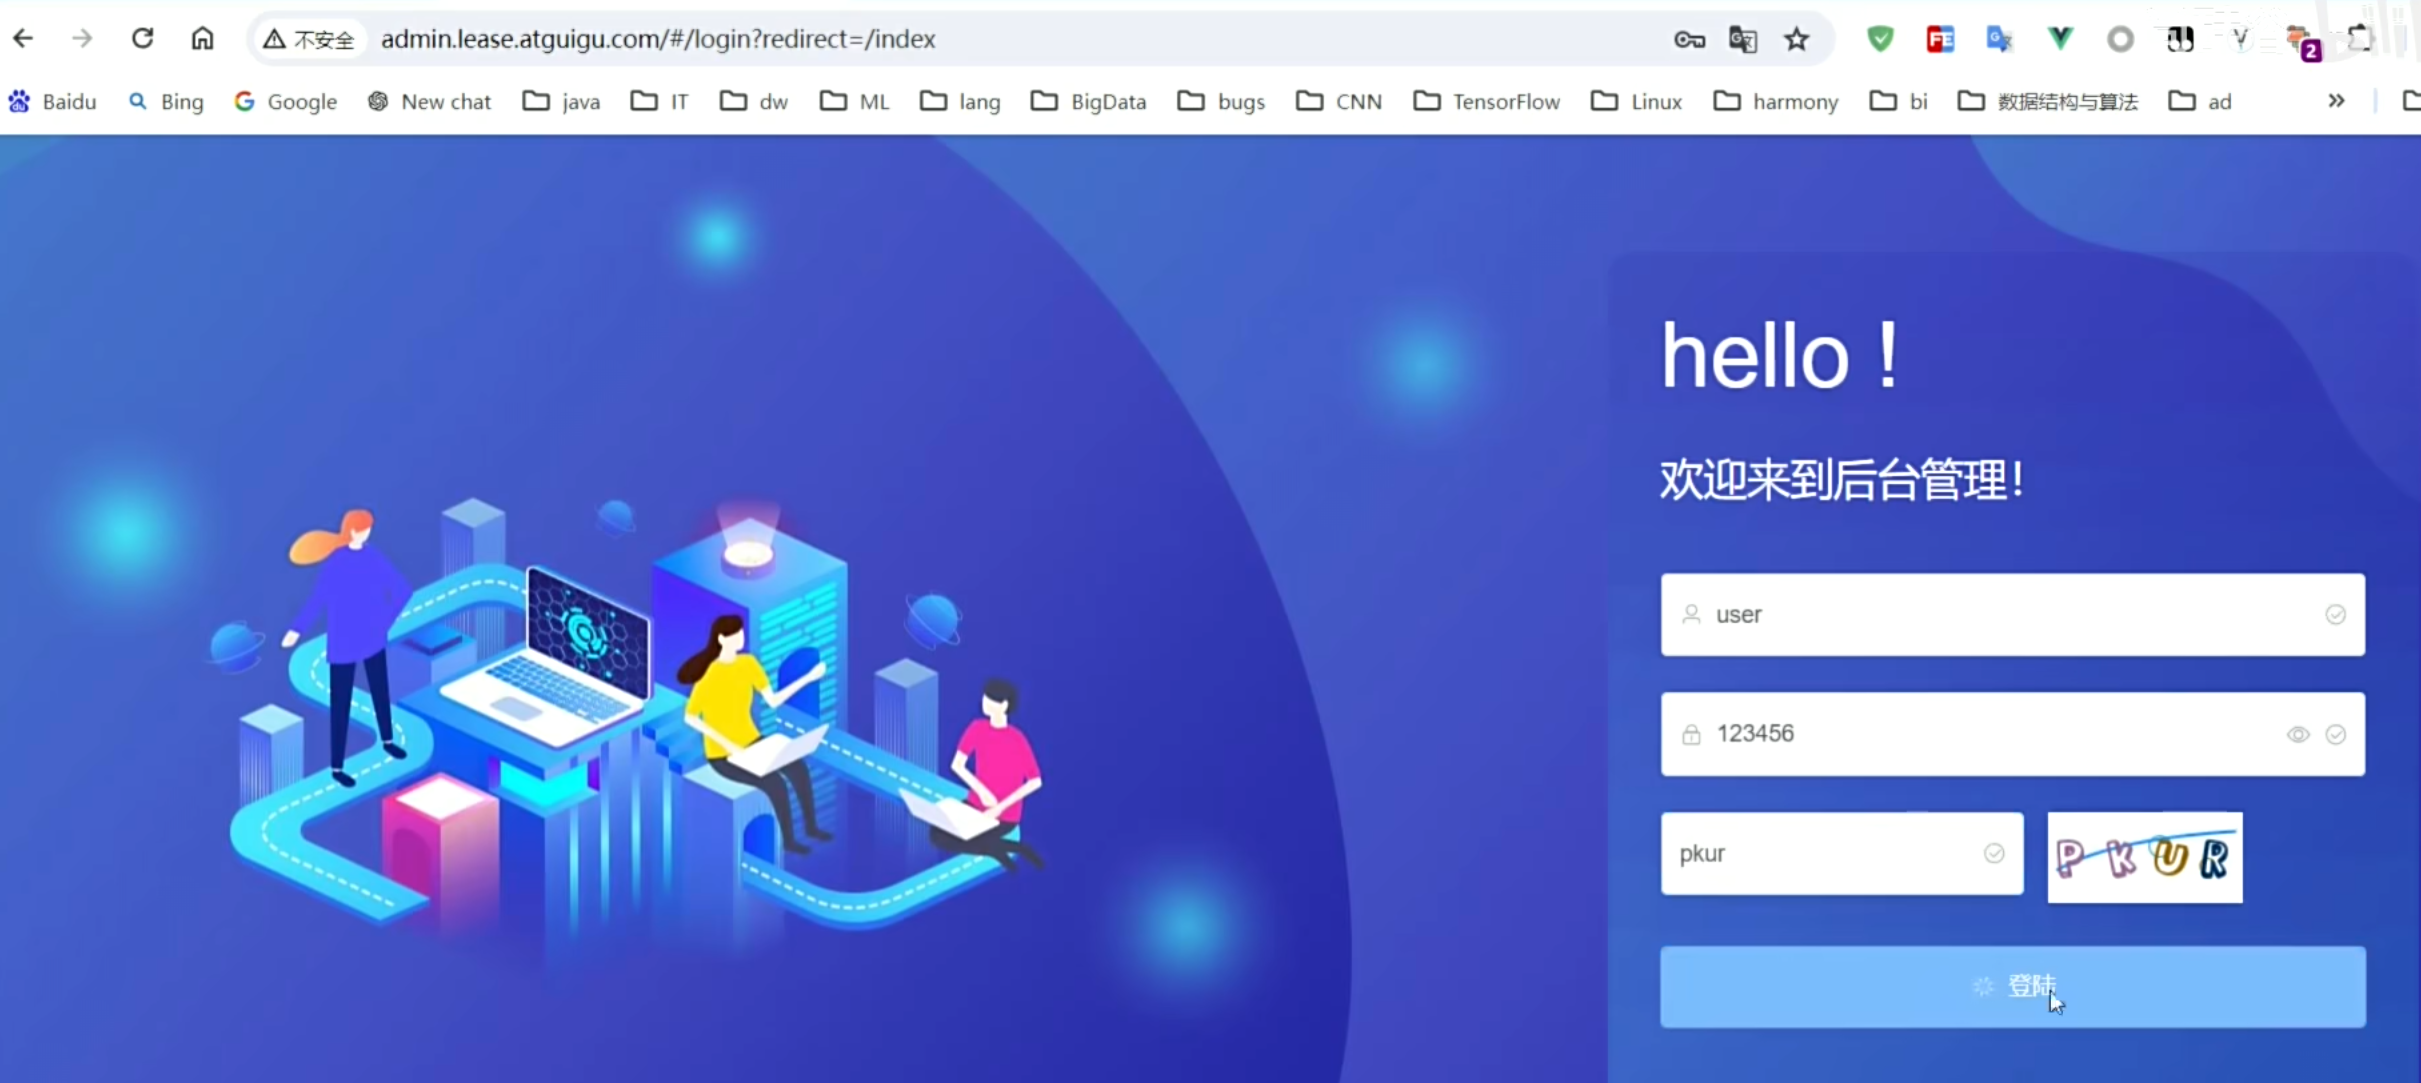 不安全 admin.lease.atguigu.com/#/login?redirect=/index
2
Baidu Bing Google New chat java IT dw ML lang BigData bugs CNN TensorFlow Linux harmony bi 数据结构与算法 ad
hello！
欢迎来到后台管理！
user
123456
pkur
PKUR
登陆